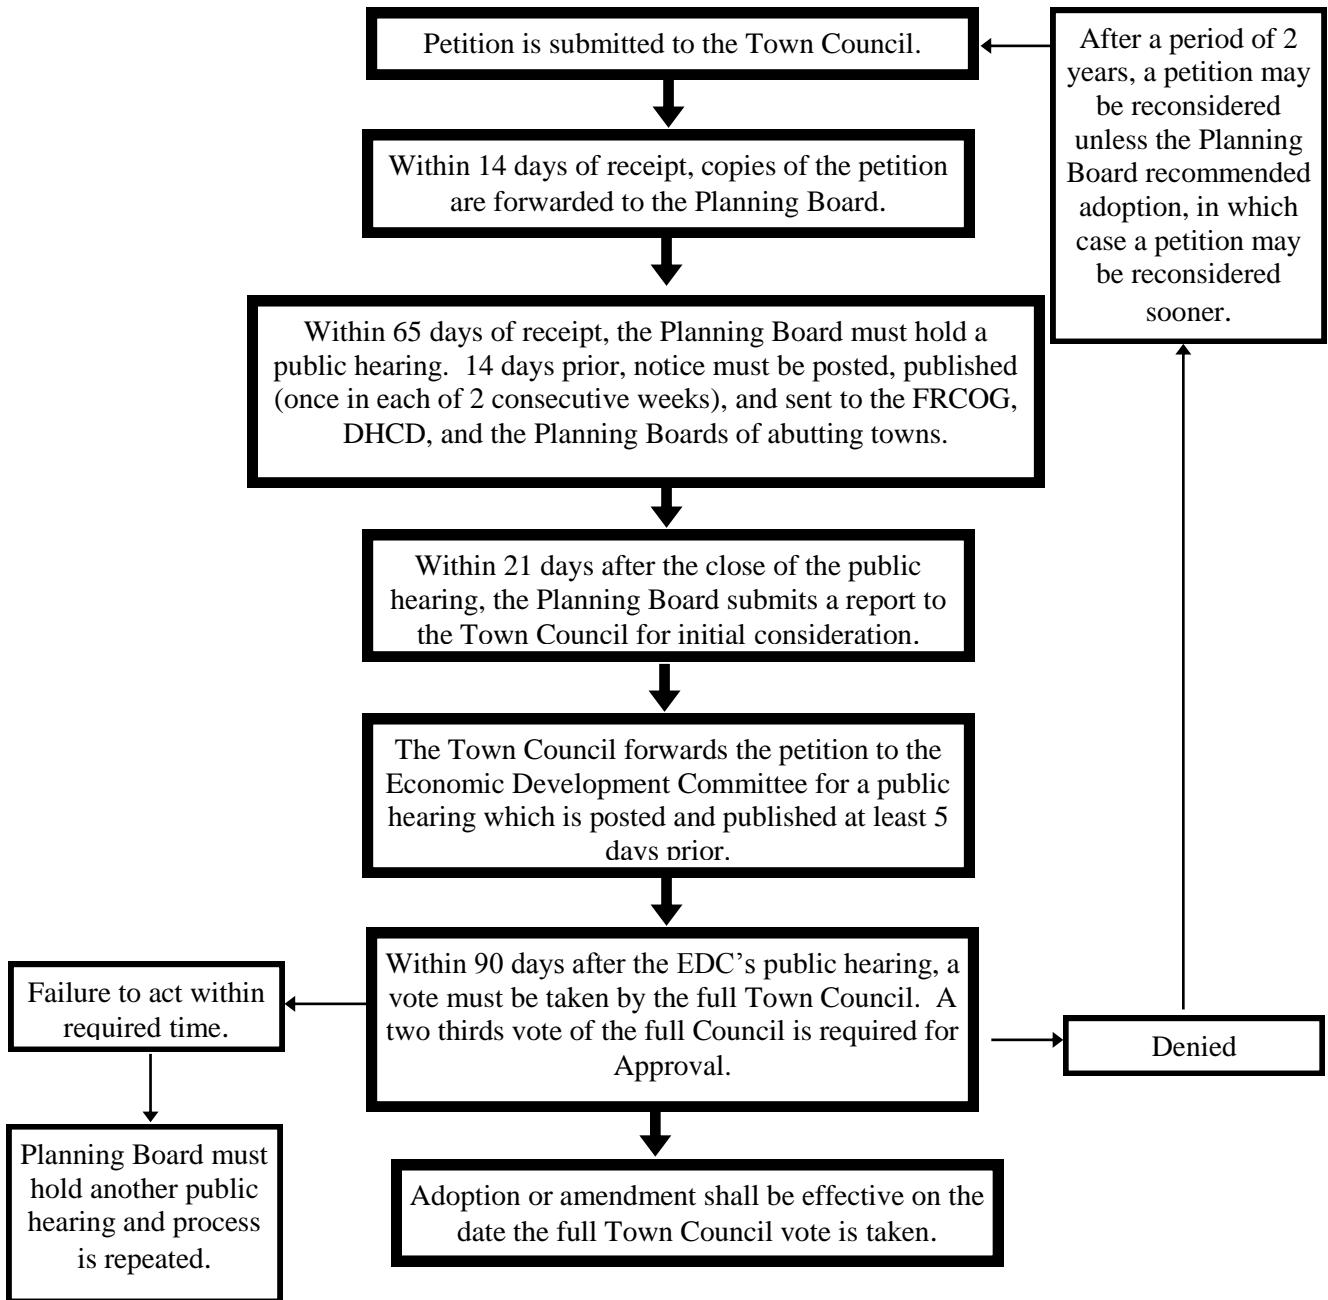 Petition is submitted to the Town Council.
After a period of 2
years, a petition may
be reconsidered
unless the Planning
Board recommended
adoption, in which
case a petition may
be reconsidered
sooner.
Within 14 days of receipt, copies of the petition
are forwarded to the Planning Board.
Within 65 days of receipt, the Planning Board must hold a
public hearing.  14 days prior, notice must be posted, published
(once in each of 2 consecutive weeks), and sent to the FRCOG,
DHCD, and the Planning Boards of abutting towns.
Within 21 days after the close of the public
hearing, the Planning Board submits a report to
the Town Council for initial consideration.
The Town Council forwards the petition to the
Economic Development Committee for a public
hearing which is posted and published at least 5
days prior.
Within 90 days after the EDC’s public hearing, a
vote must be taken by the full Town Council.  A
two thirds vote of the full Council is required for
Approval.
Failure to act within
required time.
Denied
Planning Board must
hold another public
hearing and process
is repeated.
Adoption or amendment shall be effective on the
date the full Town Council vote is taken.